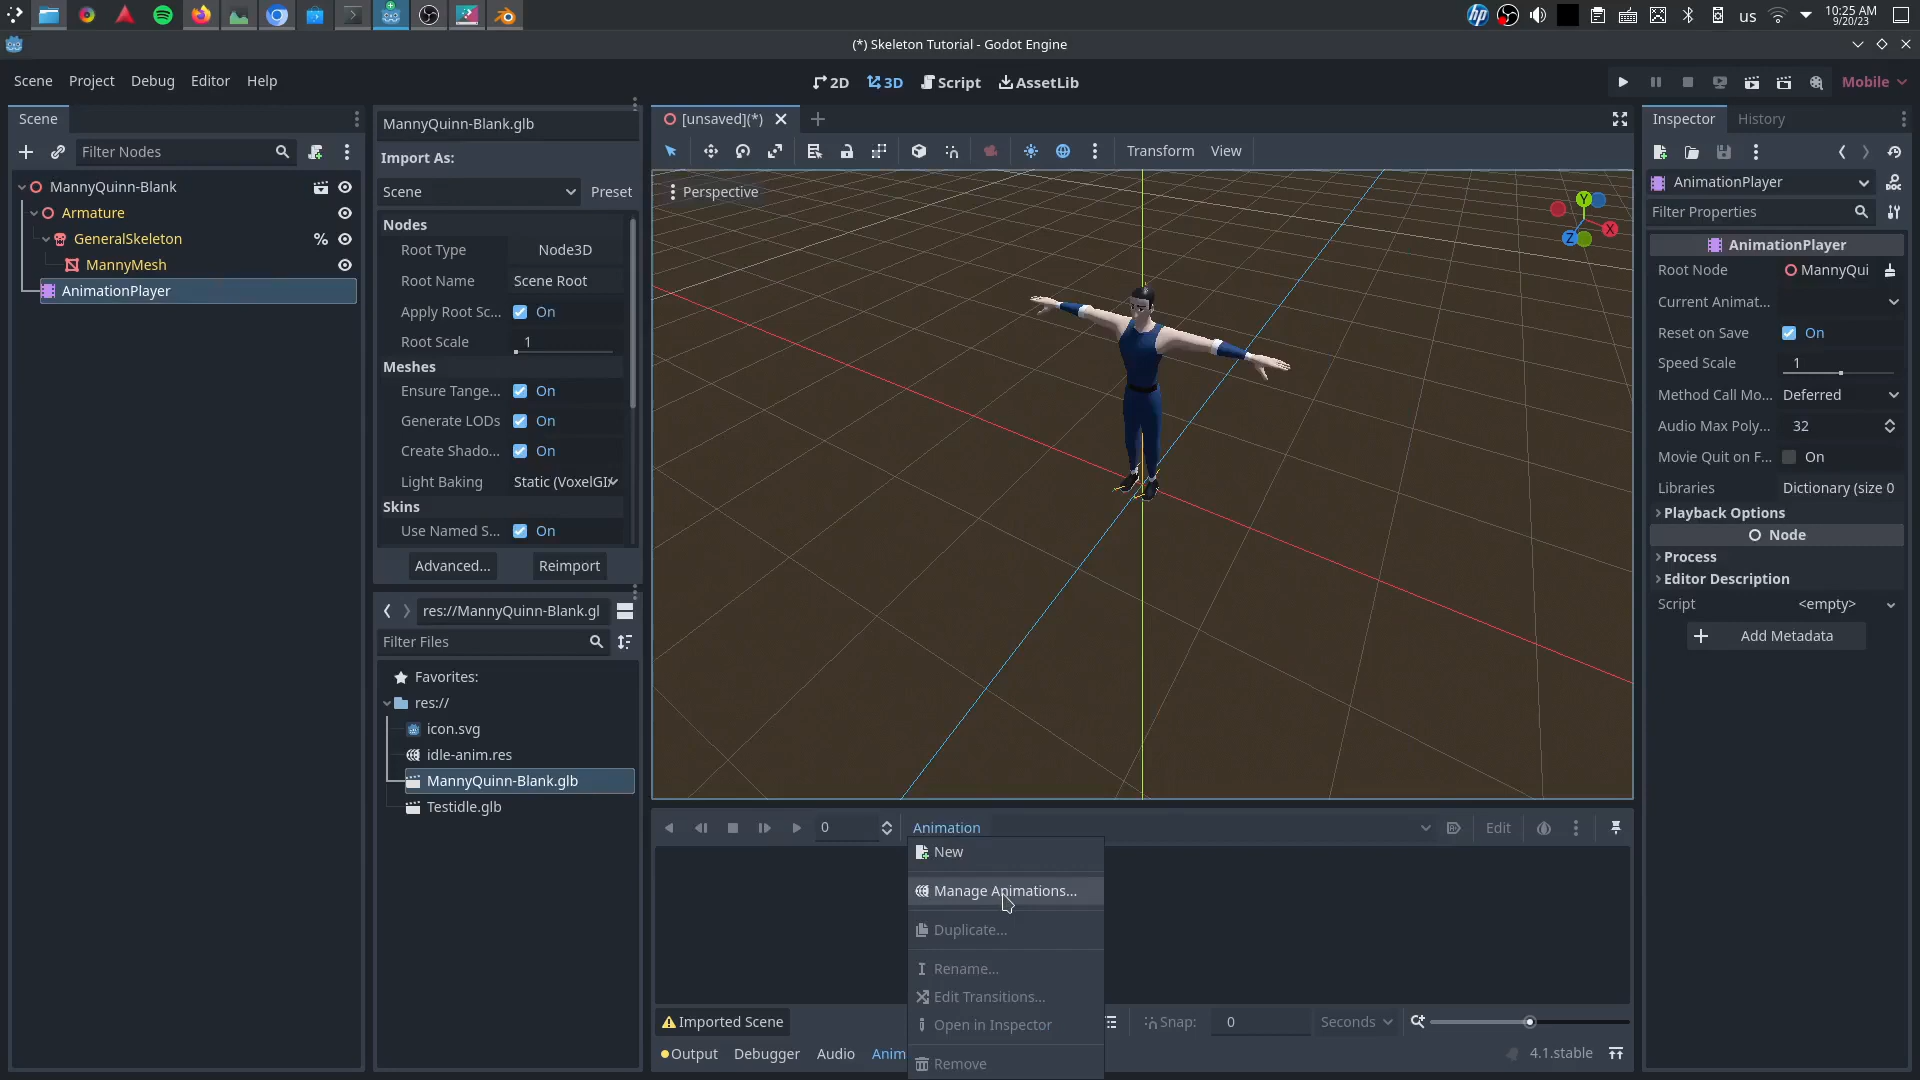 us
10:25 AM
9/20/23
(*) Skeleton Tutorial - Godot Engine
Scene
Project
Debug
Editor
Help
2D
3D
Script
AssetLib
Mobile
Scene
Filter Nodes
MannyQuinn-Blank
Armature
GeneralSkeleton
MannyMesh
AnimationPlayer
MannyQuinn-Blank.glb
Import As:
Scene
Preset
Nodes
Root Type
Node3D
Root Name
Scene Root
Apply Root Sc...
On
Root Scale
1
Meshes
Ensure Tange...
On
Generate LODs
On
Create Shado...
On
Light Baking
Static (VoxelGI/
Skins
Use Named S...
On
Advanced...
Reimport
res://MannyQuinn-Blank.gl
Filter Files
Favorites:
res://
icon.svg
idle-anim.res
MannyQuinn-Blank.glb
Testidle.glb
[unsaved](*)
Transform
View
Perspective
Y
X
Z
0
Animation
Edit
New
Manage Animations...
Duplicate...
Rename...
Edit Transitions...
Open in Inspector
Remove
Imported Scene
Snap:
0
Seconds
Output
Debugger
Audio
Anim
4.1.stable
Inspector
History
AnimationPlayer
Filter Properties
AnimationPlayer
Root Node
MannyQui
Current Animat...
Reset on Save
On
Speed Scale
1
Method Call Mo...
Deferred
Audio Max Poly...
32
Movie Quit on F...
On
Libraries
Dictionary (size 0
Playback Options
Node
Process
Editor Description
Script
<empty>
Add Metadata